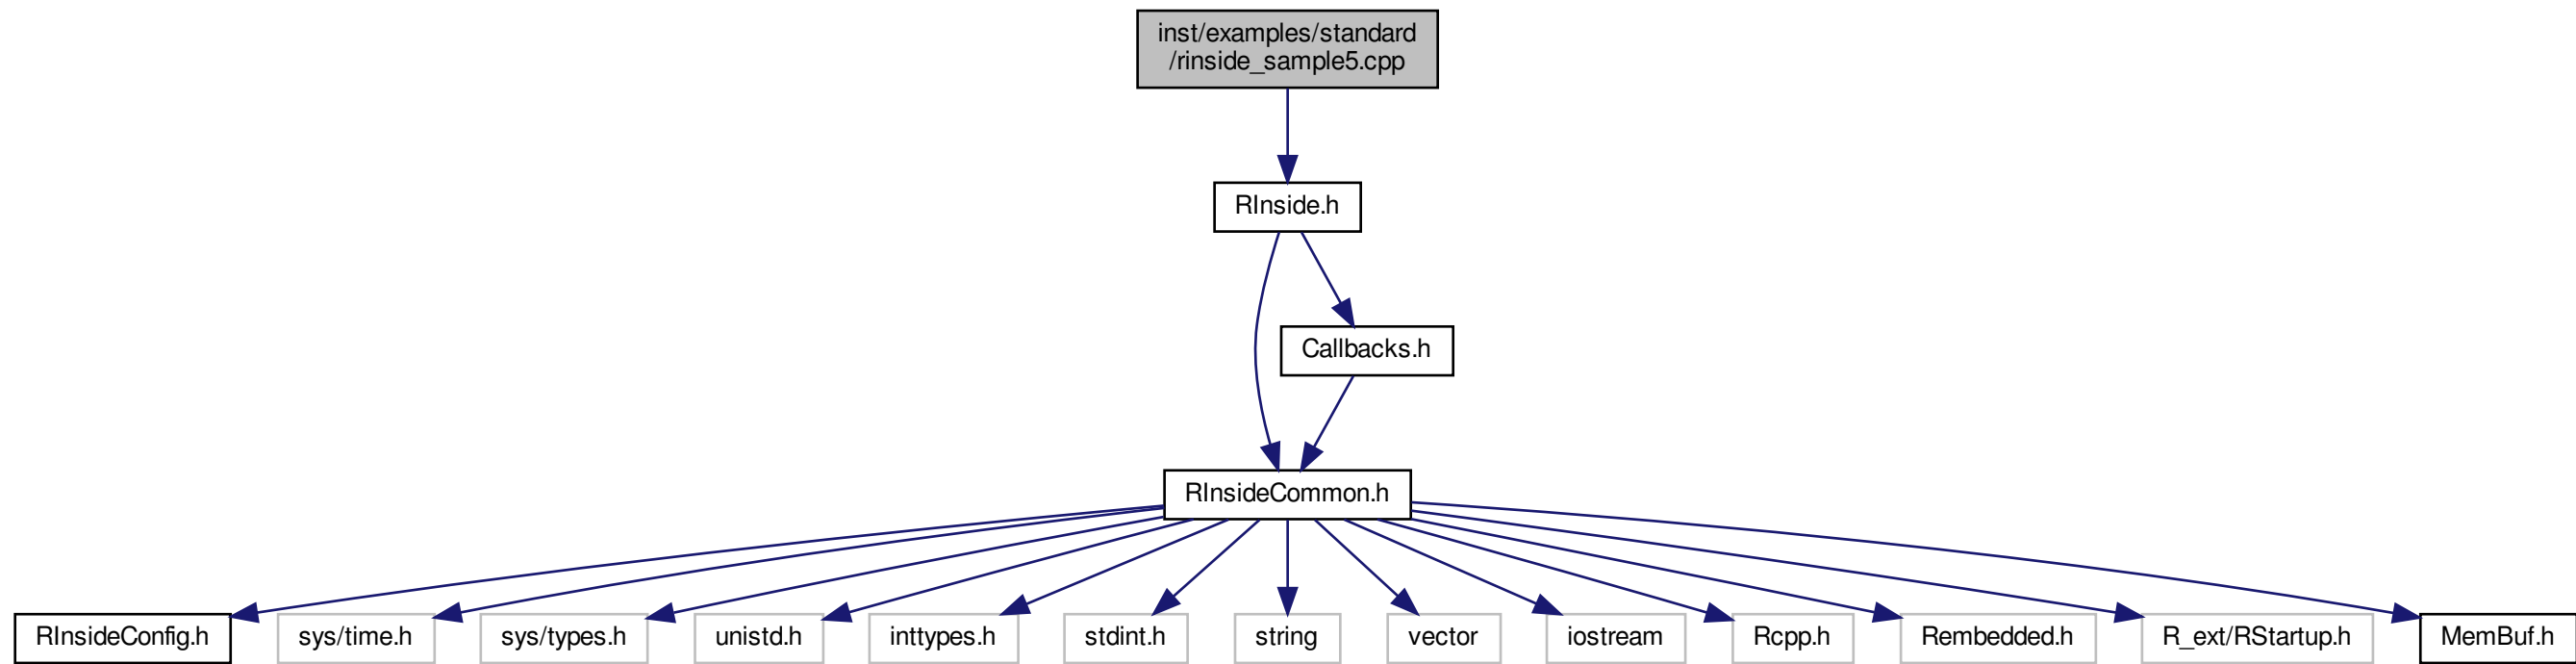 inst/examples/standard
/rinside_sample5.cpp
RInside.h
Callbacks.h
RInsideCommon.h
RInsideConfig.h
sys/time.h
sys/types.h
unistd.h
inttypes.h
stdint.h
string
vector
iostream
Rcpp.h
Rembedded.h
R_ext/RStartup.h
MemBuf.h